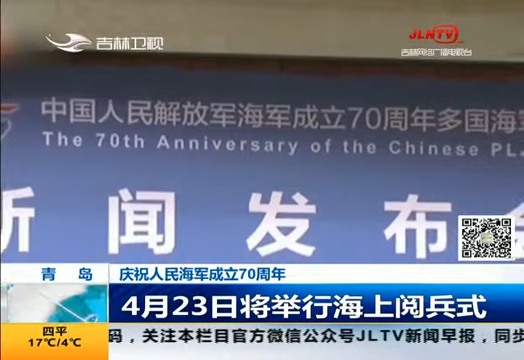 吉林卫视
JLNTV
吉林网络广播电视台
中国人民解放军海军成立70周年多国海
The 70th Anniversary of the Chinese PL
新闻发布会
青岛
庆祝人民海军成立70周年
4月23日将举行海上阅兵式
四平
17℃/4℃
码，关注本栏目官方微信公众号JLTV新闻早报，同步